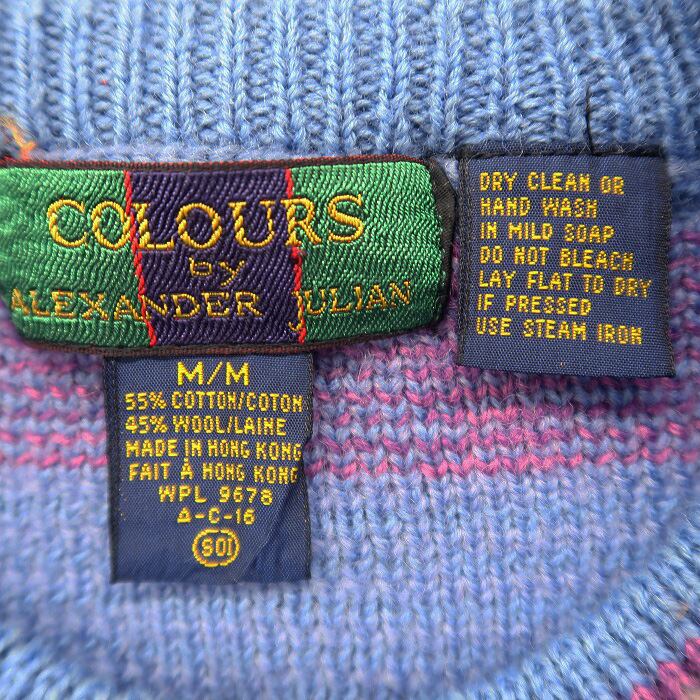 COLOURS
by
ALEXANDER JULIAN
M/M
55% COTTON/COTON
45% WOOL/LAINE
MADE IN HONG KONG
FAIT À HONG KONG
WPL 9678
Δ-C-16
SOI
DRY CLEAN OR
HAND WASH
IN MILD SOAP
DO NOT BLEACH
LAY FLAT TO DRY
IF PRESSED
USE STEAM IRON